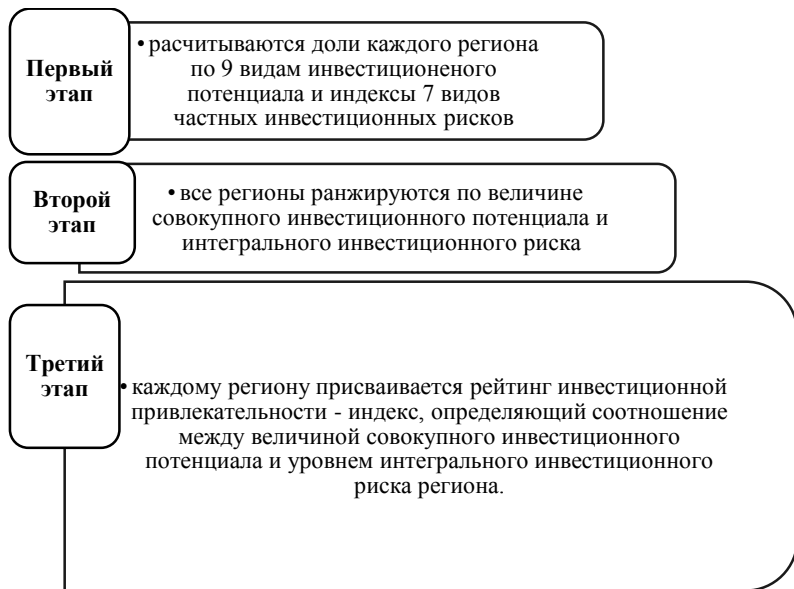 Первый
этап
•расчитываются доли каждого региона
по 9 видам инвестиционеного
потенциала и индексы 7 видов
частных инвестиционных рисков
Второй
этап
•все регионы ранжируются по величине
совокупного инвестиционного потенциала и
интегрального инвестиционного риска
Третий
этап
•каждому региону присваивается рейтинг инвестиционной
привлекательности - индекс, определяющий соотношение
между величиной совокупного инвестиционного
потенциала и уровнем интегрального инвестиционного
риска региона.